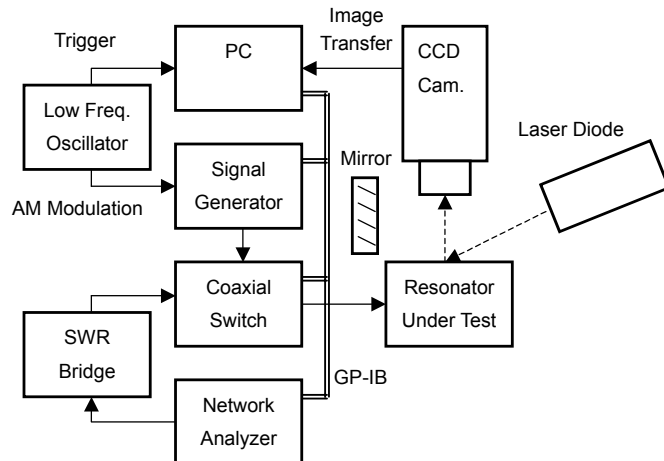 Image
Transfer
Trigger
PC
CCD
Cam.
Low Freq.
Oscillator
Laser Diode
Mirror
Signal
Generator
AM Modulation
Coaxial
Switch
Resonator
Under Test
SWR
Bridge
GP-IB
Network
Analyzer